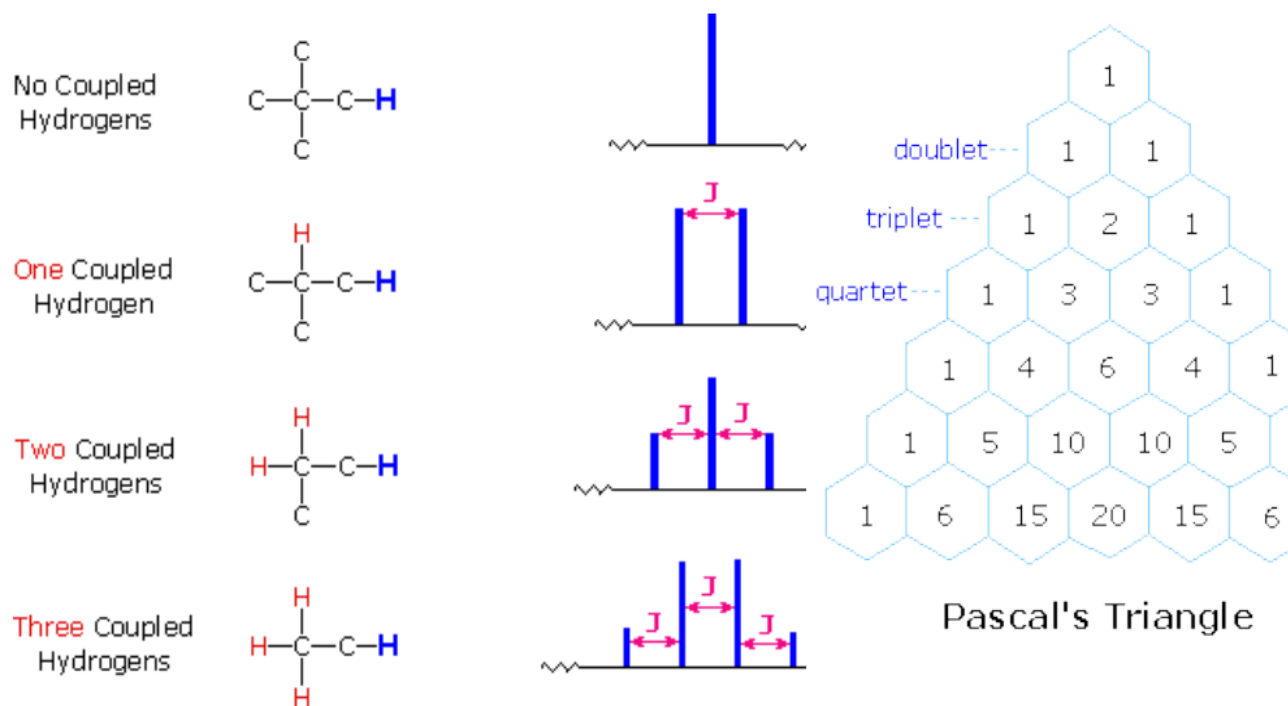 No Coupled
Hydrogens
C
C C C H
C
J
One Coupled
Hydrogen
H
C C C H
C
J J
Two Coupled
Hydrogens
H
H C C H
C
J J J
Three Coupled
Hydrogens
H
H C C H
H
1
doublet 1 1
triplet 1 2 1
quartet 1 3 3 1
1 4 6 4 1
1 5 10 10 5
1 6 15 20 15 6
Pascal's Triangle